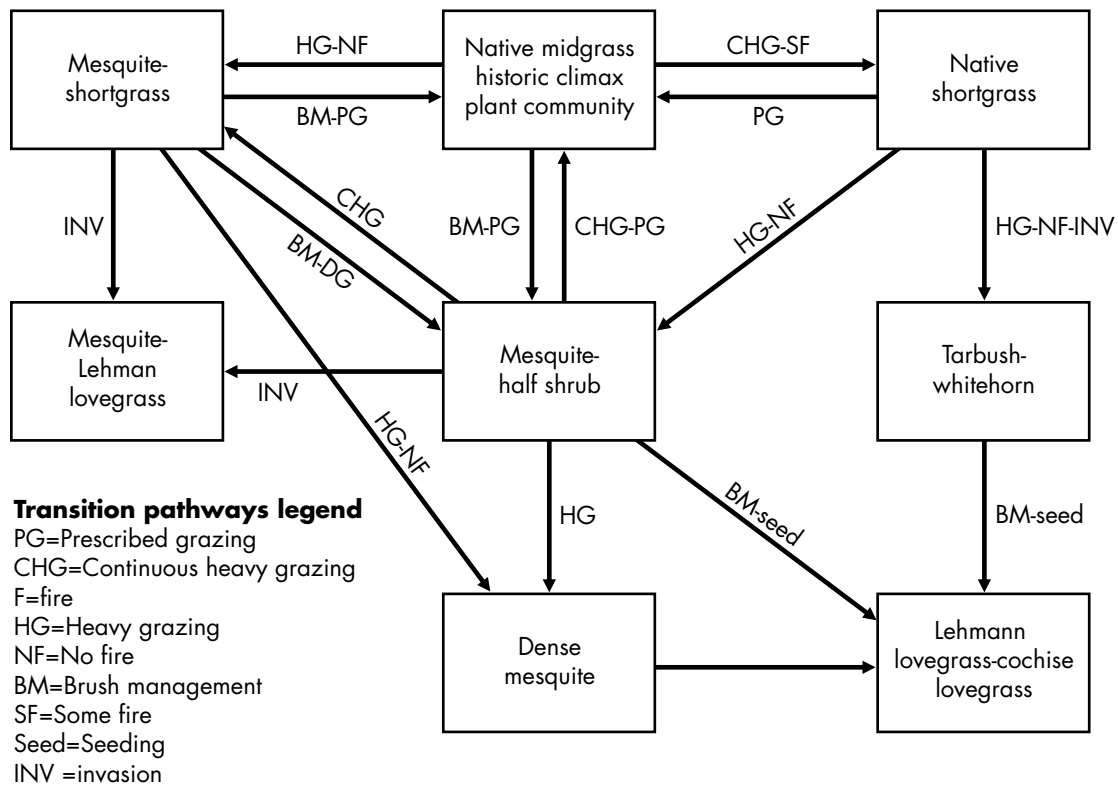 HG-NF
CHG-SF
Mesquite-
shortgrass
Native midgrass
historic climax
plant community
Native
shortgrass
BM-PG
PG
INV
CHG
BM-DG
BM-PG
CHG-PG
HG-NF
HG-NF-INV
Mesquite-
Lehman
lovegrass
Mesquite-
half shrub
Tarbush-
whitehorn
INV
HG-NF
HG
BM-seed
BM-seed
Transition pathways legend
PG=Prescribed grazing
CHG=Continuous heavy grazing
F=fire
HG=Heavy grazing
NF=No fire
BM=Brush management
SF=Some fire
Seed=Seeding
INV =invasion
Dense
mesquite
Lehmann
lovegrass-cochise
lovegrass